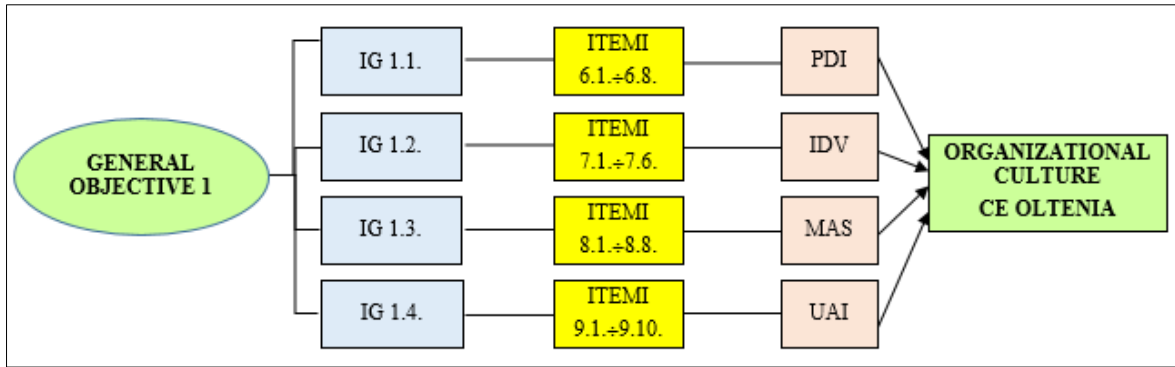 GENERAL
OBJECTIVE 1
IG 1.1.
ITEMI
6.1.÷6.8.
PDI
IG 1.2.
ITEMI
7.1.÷7.6.
IDV
IG 1.3.
ITEMI
8.1.÷8.8.
MAS
IG 1.4.
ITEMI
9.1.÷9.10.
UAI
ORGANIZATIONAL
CULTURE
CE OLTENIA